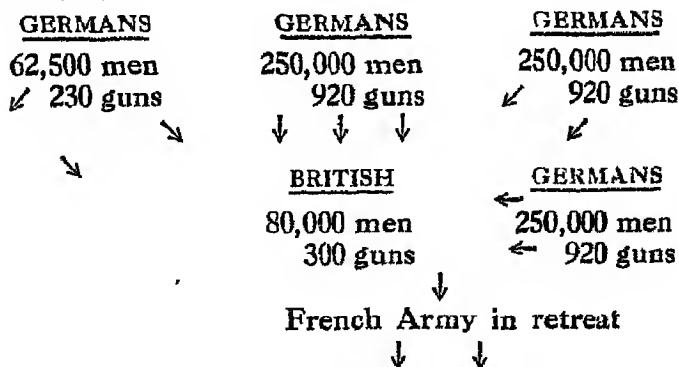 GERMANS GERMANS GERMANS
62,500 men 250,000 men 250,000 men
230 guns 920 guns 920 guns
BRITISH GERMANS
80,000 men 250,000 men
300 guns 920 guns
French Army in retreat